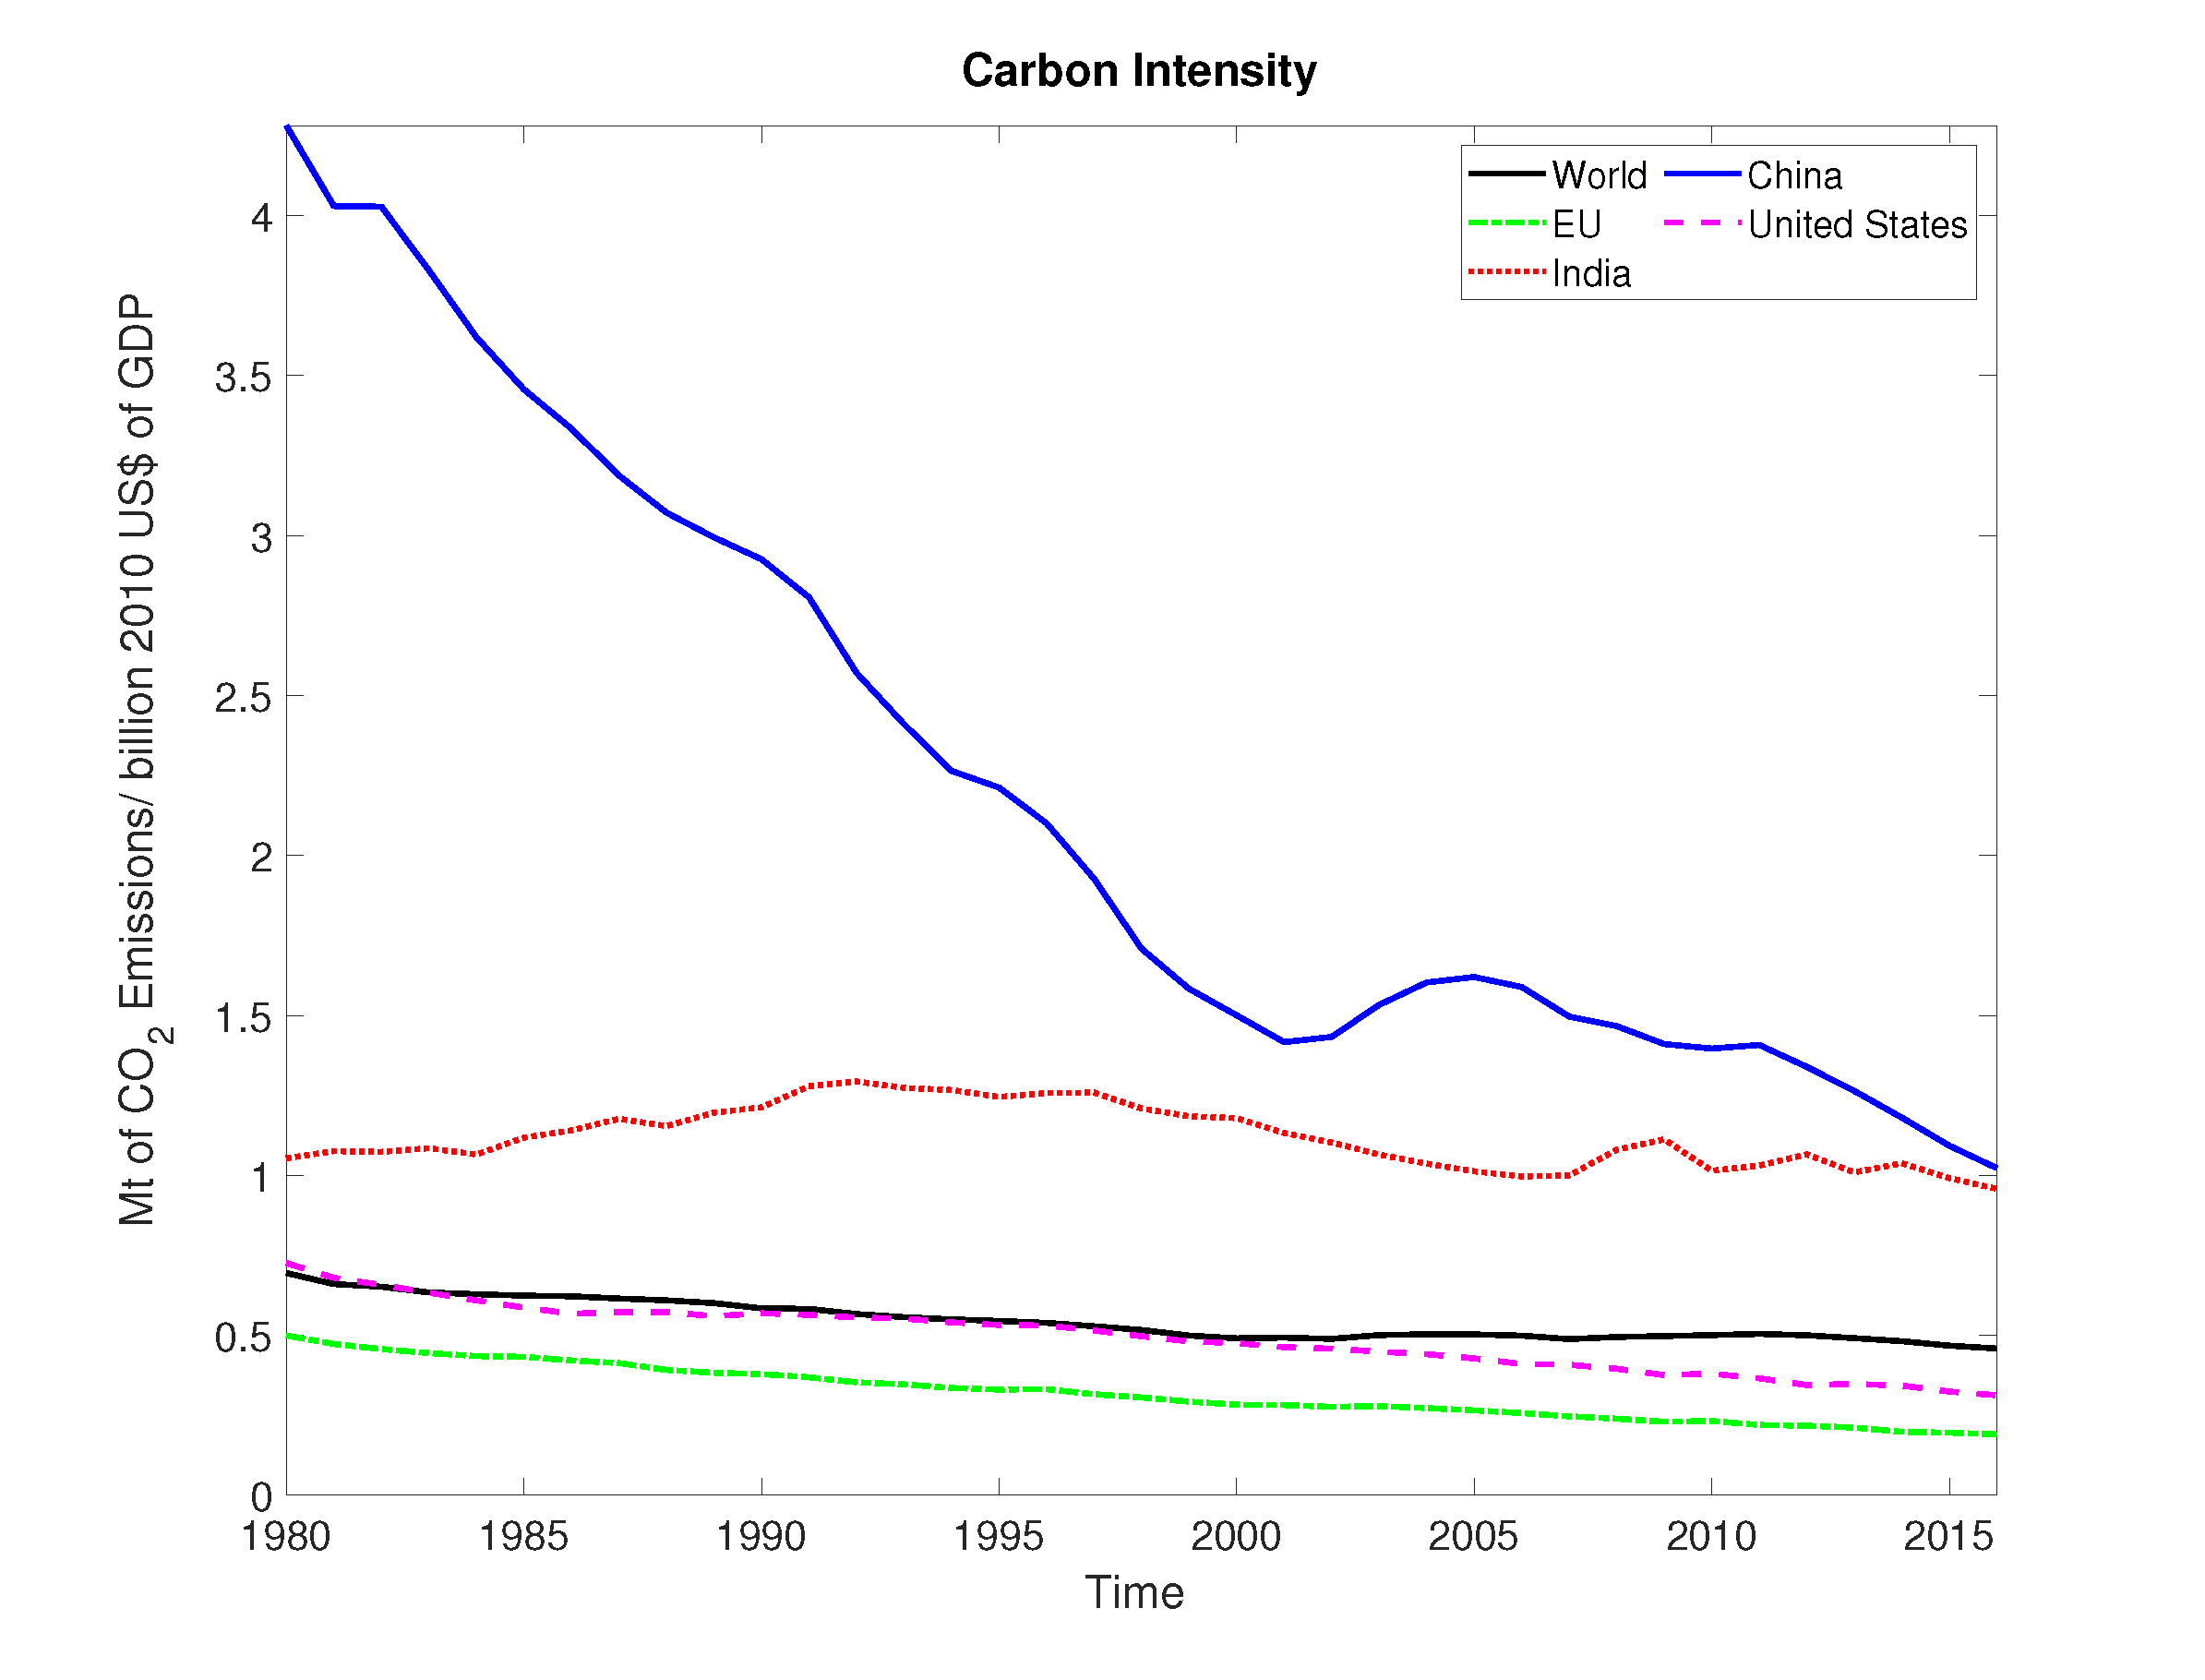 Carbon Intensity
World
China
EU
United States
India
Mt of CO2 Emissions/ billion 2010 US$ of GDP
4
3.5
3
2.5
2
1.5
1
0.5
0
1980 1985 1990 1995 2000 2005 2010 2015
Time